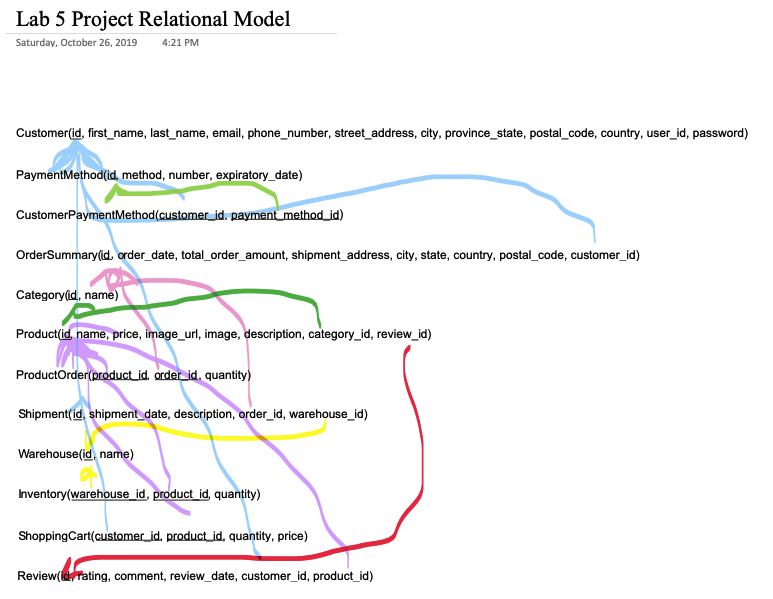 Lab 5 Project Relational Model
Saturday, October 26, 2019 4:21 PM
Customer(id, first_name, last_name, email, phone_number, street_address, city, province_state, postal_code, country, user_id, password)
PaymentMethod(id, method, number, expiratory_date)
CustomerPaymentMethod(customer_id, payment_method_id)
OrderSummary(id, order_date, total_order_amount, shipment_address, city, state, country, postal_code, customer_id)
Category(id, name)
Product(id, name, price, image_url, image, description, category_id, review_id)
ProductOrder(product_id, order_id, quantity)
Shipment(id, shipment_date, description, order_id, warehouse_id)
Warehouse(id, name)
Inventory(warehouse_id, product_id, quantity)
ShoppingCart(customer_id, product_id, quantity, price)
Review(id, rating, comment, review_date, customer_id, product_id)